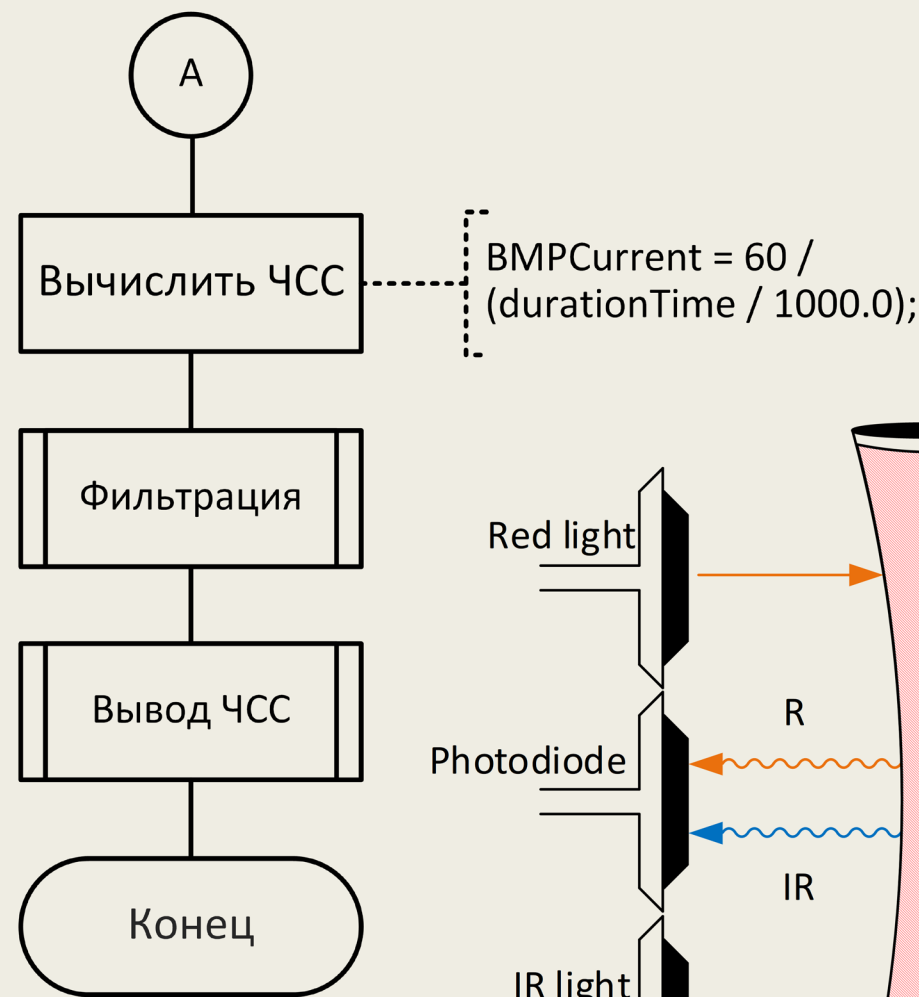 А
Вычислить ЧСС
BMPCurrent = 60 /
(durationTime / 1000.0);
Фильтрация
Вывод ЧСС
Конец
Red light
R
Photodiode
IR
IR light